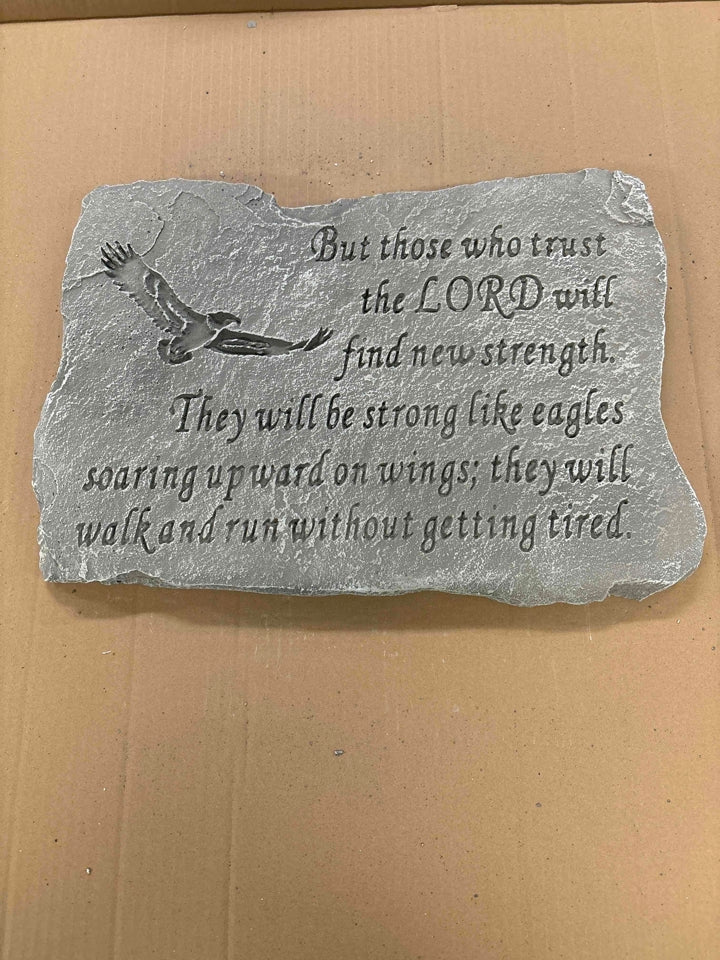 But those who trust
the LORD will
find new strength.
They will be strong like eagles
soaring upward on wings; they will
walk and run without getting tired.